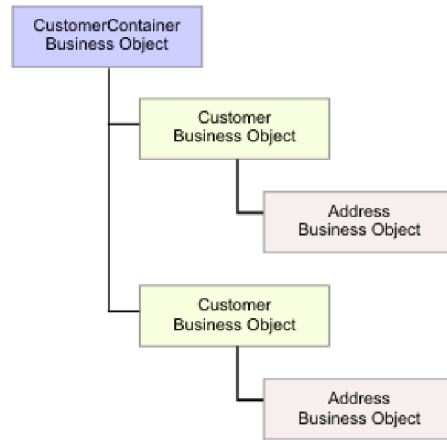 CustomerContainer
Business Object
Customer
Business Object
Address
Business Object
Customer
Business Object
Address
Business Object